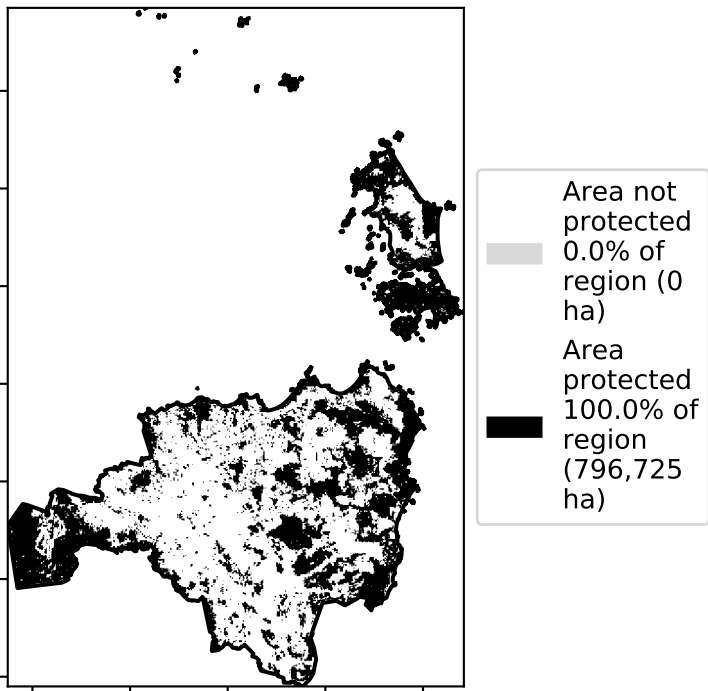 Area not
protected
0.0% of
region (0
ha)
Area
protected
100.0% of
region
(796,725
ha)